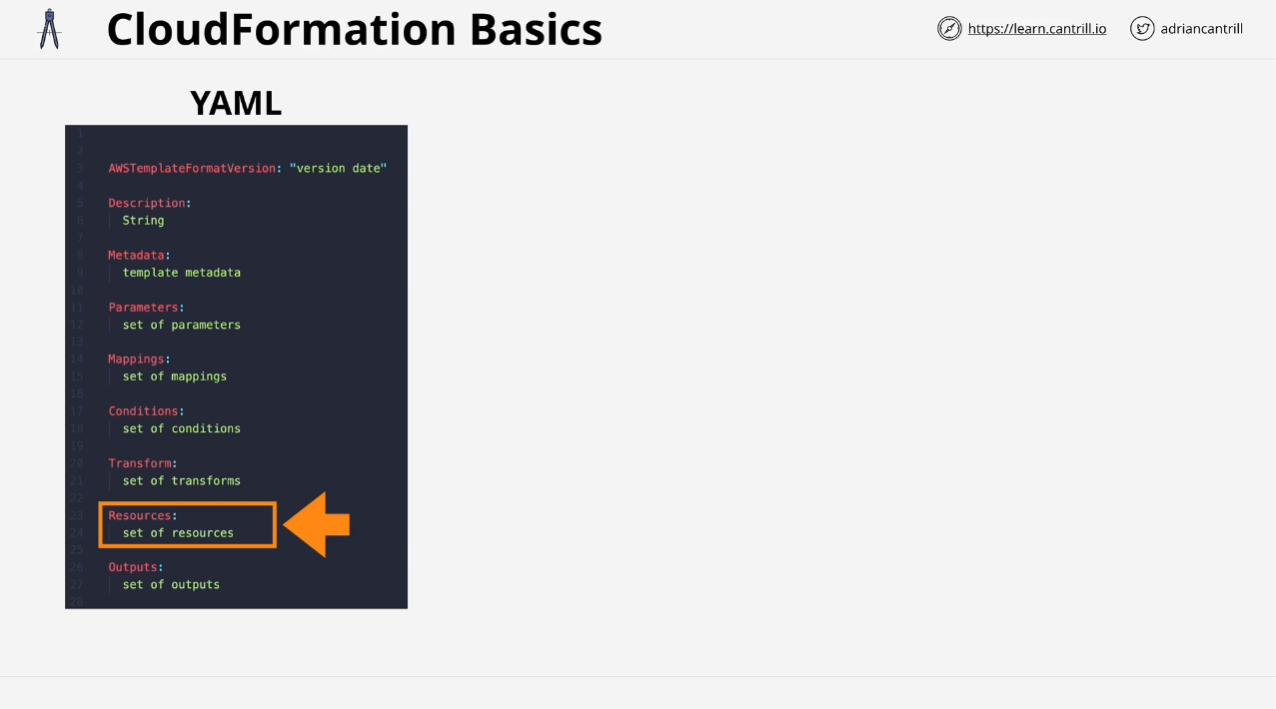 CloudFormation Basics
https://learn.cantrill.io
adriancantrill
YAML
1
2
3 AWSTemplateFormatVersion: "version date"
4
5 Description:
6 String
7
8 Metadata:
9 template metadata
10
11 Parameters:
12 set of parameters
13
14 Mappings:
15 set of mappings
16
17 Conditions:
18 set of conditions
19
20 Transform:
21 set of transforms
22
23 Resources:
24 set of resources
25
26 Outputs:
27 set of outputs
28